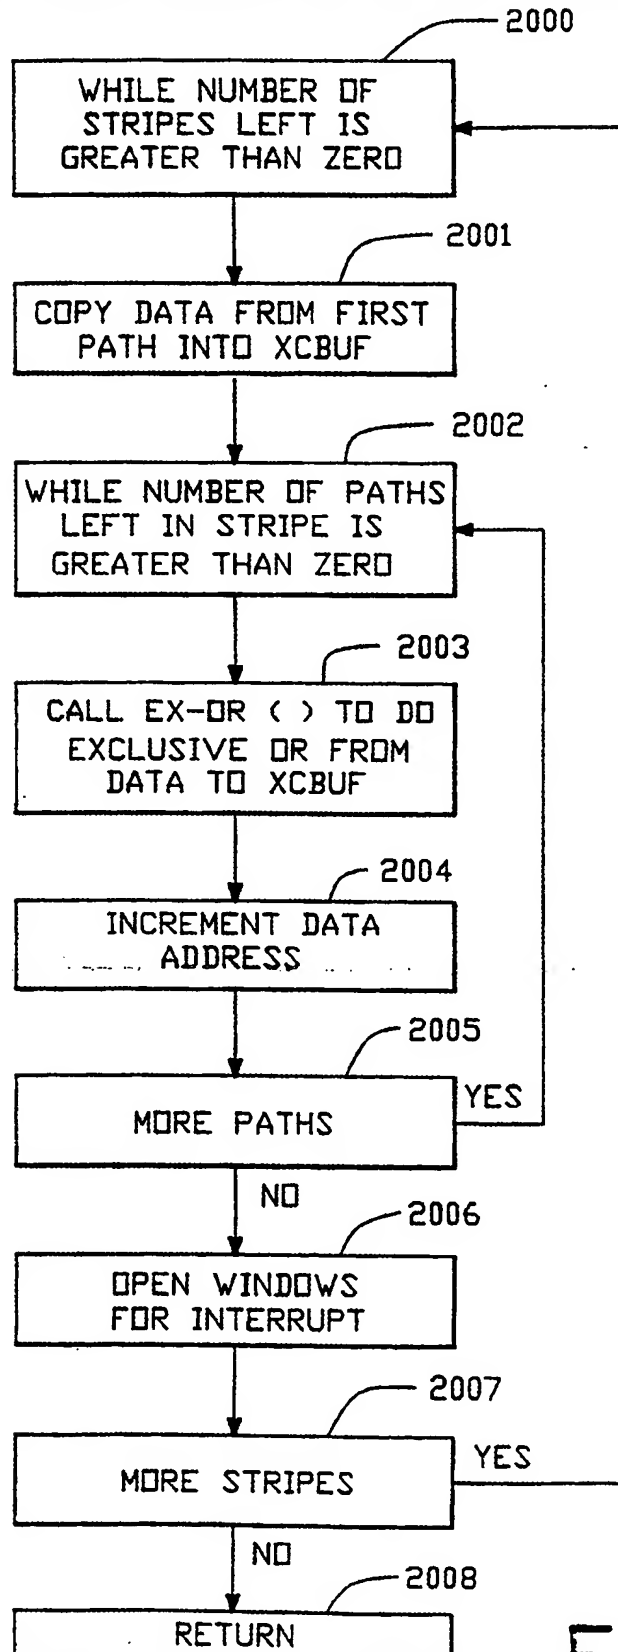 2000
WHILE NUMBER OF
STRIPES LEFT IS
GREATER THAN ZERO
2001
COPY DATA FROM FIRST
PATH INTO XCBUF
2002
WHILE NUMBER OF PATHS
LEFT IN STRIPE IS
GREATER THAN ZERO
2003
CALL EX-OR ( ) TO DO
EXCLUSIVE OR FROM
DATA TO XCBUF
2004
INCREMENT DATA
ADDRESS
2005
MORE PATHS
YES
NO
2006
OPEN WINDOWS
FOR INTERRUPT
2007
MORE STRIPES
YES
NO
2008
RETURN